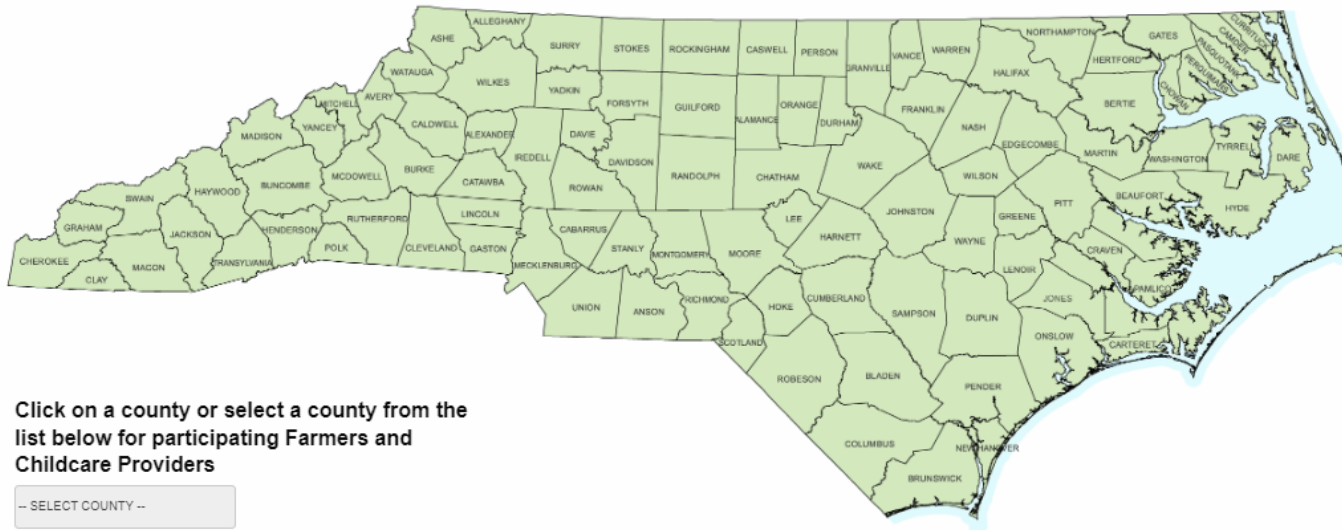 ALLEGHANY
ASHE
SURRY
STOKES
ROCKINGHAM
CASWELL
PERSON
GRANVILLE
VANCE
WARREN
NORTHAMPTON
GATES
CURRITUCK
CAMDEN
PASQUOTANK
PERQUIMANS
CHOWAN
HERTFORD
HALIFAX
BERTIE
WATAUGA
WILKES
YADKIN
FORSYTH
GUILFORD
ALAMANCE
ORANGE
DURHAM
FRANKLIN
NASH
EDGECOMBE
MARTIN
WASHINGTON
TYRRELL
DARE
MITCHELL
AVERY
CALDWELL
ALEXANDER
IREDELL
DAVIE
DAVIDSON
RANDOLPH
CHATHAM
WAKE
WILSON
MADISON
YANCEY
MCDOWELL
BURKE
CATAWBA
ROWAN
BUNCOMBE
HAYWOOD
SWAIN
GRAHAM
JACKSON
HENDERSON
RUTHERFORD
LINCOLN
CABARRUS
STANLY
MONTGOMERY
MOORE
LEE
HARNETT
JOHNSTON
WAYNE
GREENE
PITT
BEAUFORT
HYDE
CHEROKEE
CLAY
MACON
TRANSYLVANIA
POLK
CLEVELAND
GASTON
MECKLENBURG
UNION
ANSON
RICHMOND
SCOTLAND
HOKE
CUMBERLAND
SAMPSON
DUPLIN
LENOIR
CRAVEN
PAMLICO
JONES
ONSLOW
CARTERET
ROBESON
BLADEN
PENDER
COLUMBUS
NEW HANOVER
BRUNSWICK
Click on a county or select a county from the
list below for participating Farmers and
Childcare Providers
-- SELECT COUNTY --